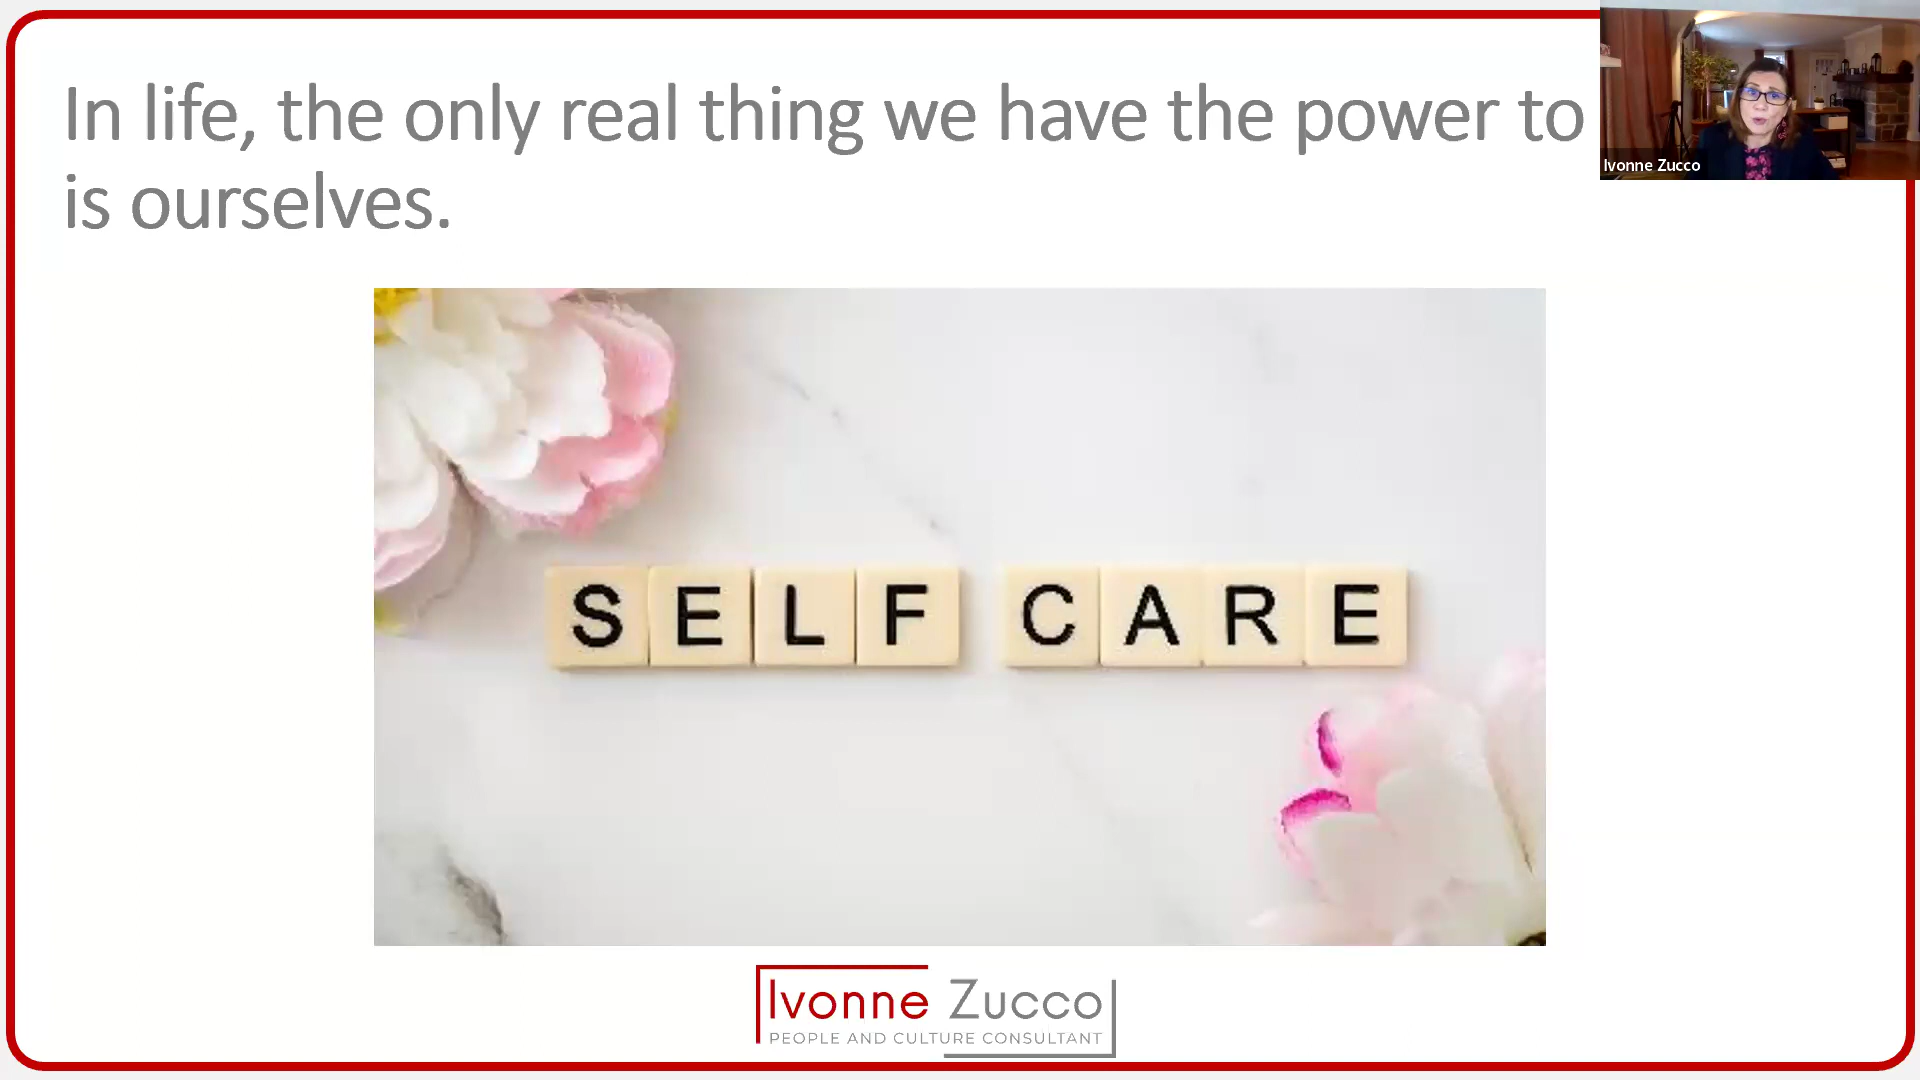 In life, the only real thing we have the power to
is ourselves.
Ivonne Zucco
SELF CARE
Ivonne Zucco
PEOPLE AND CULTURE CONSULTANT